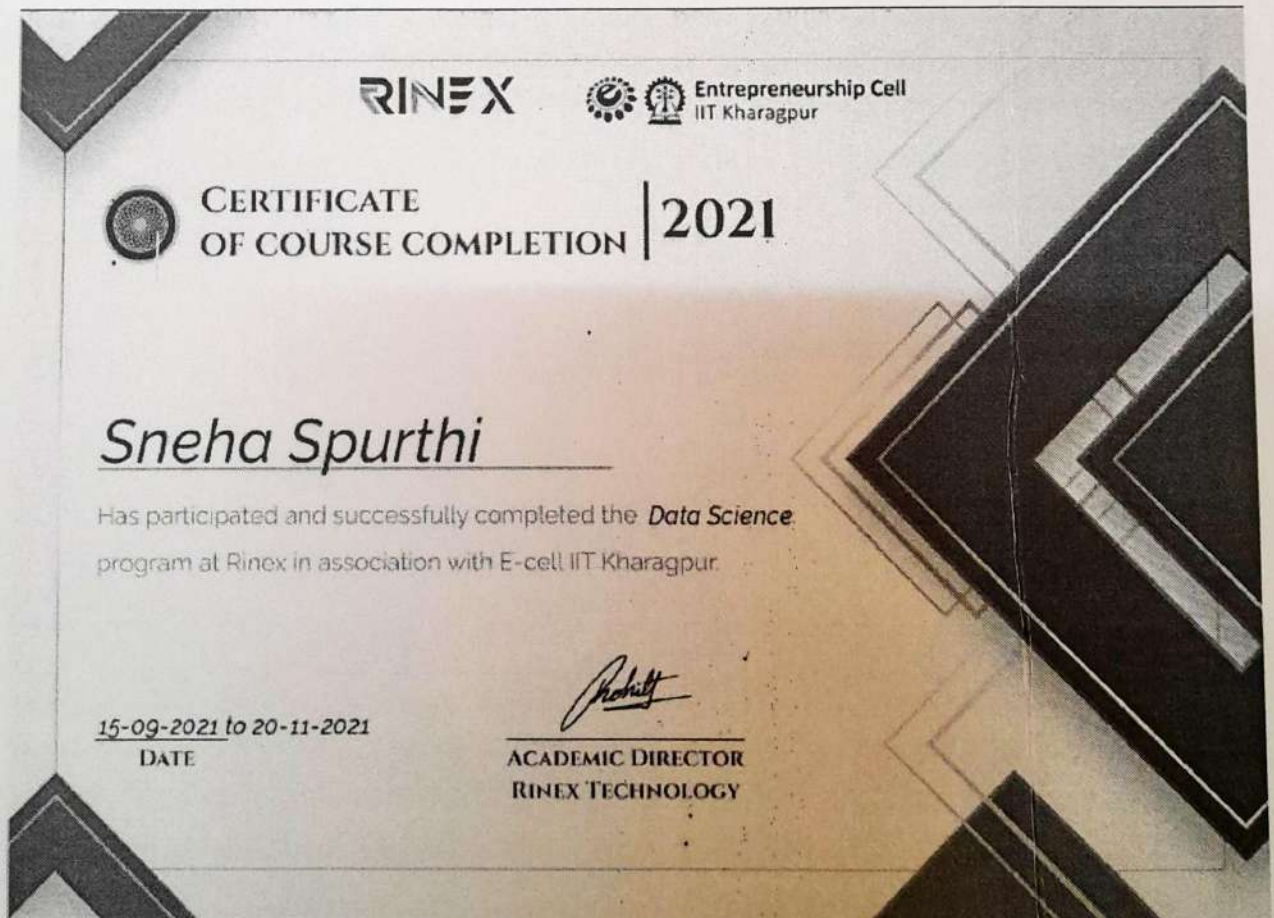 RINEX
Entrepreneurship Cell
IIT Kharagpur
CERTIFICATE
OF COURSE COMPLETION
2021
Sneha Spurthi
Has participated and successfully completed the Data Science
program at Rinex in association with E-cell IIT Kharagpur.
Rohitt
15-09-2021 to 20-11-2021
DATE
ACADEMIC DIRECTOR
RINEX TECHNOLOGY